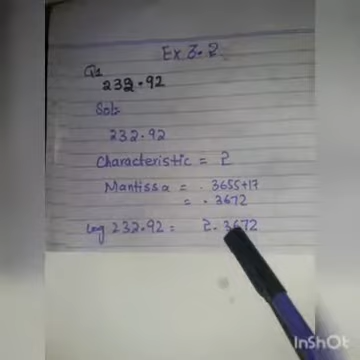 Ex 3.2
Q1
232.92
Sol:-
232.92
Characteristic = 2
Mantissa = .3655+17
= .3672
Log 232.92 = 2.3672
InShOt